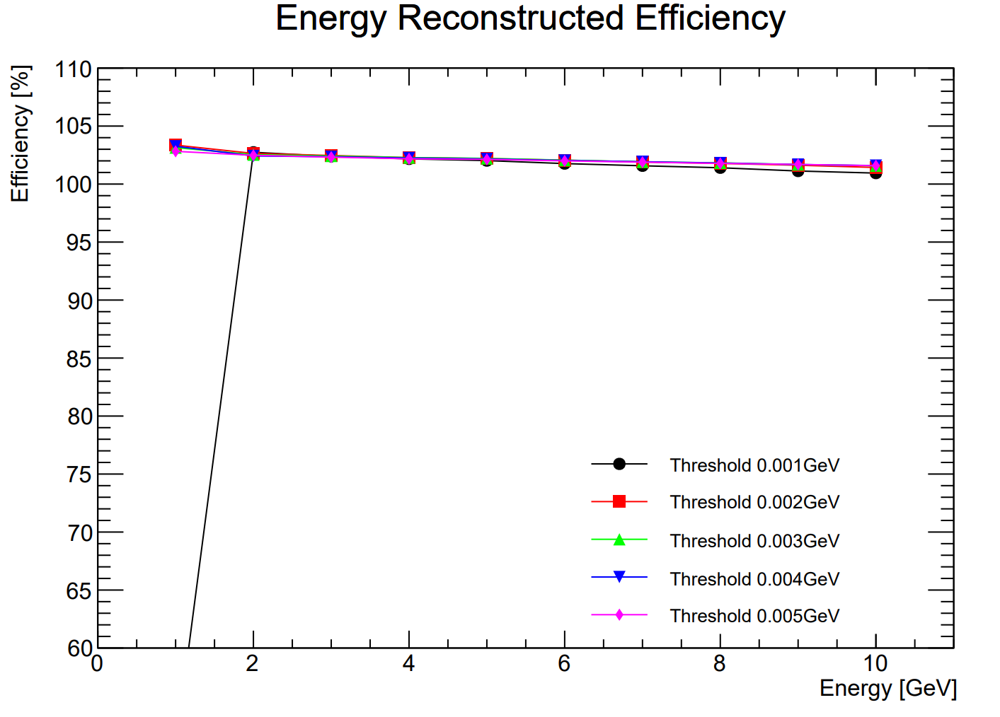 Energy Reconstructed Efficiency
Efficiency [%]
110
105
100
95
90
85
80
75
70
65
60
Threshold 0.001GeV
Threshold 0.002GeV
Threshold 0.003GeV
Threshold 0.004GeV
Threshold 0.005GeV
0 2 4 6 8 10
Energy [GeV]